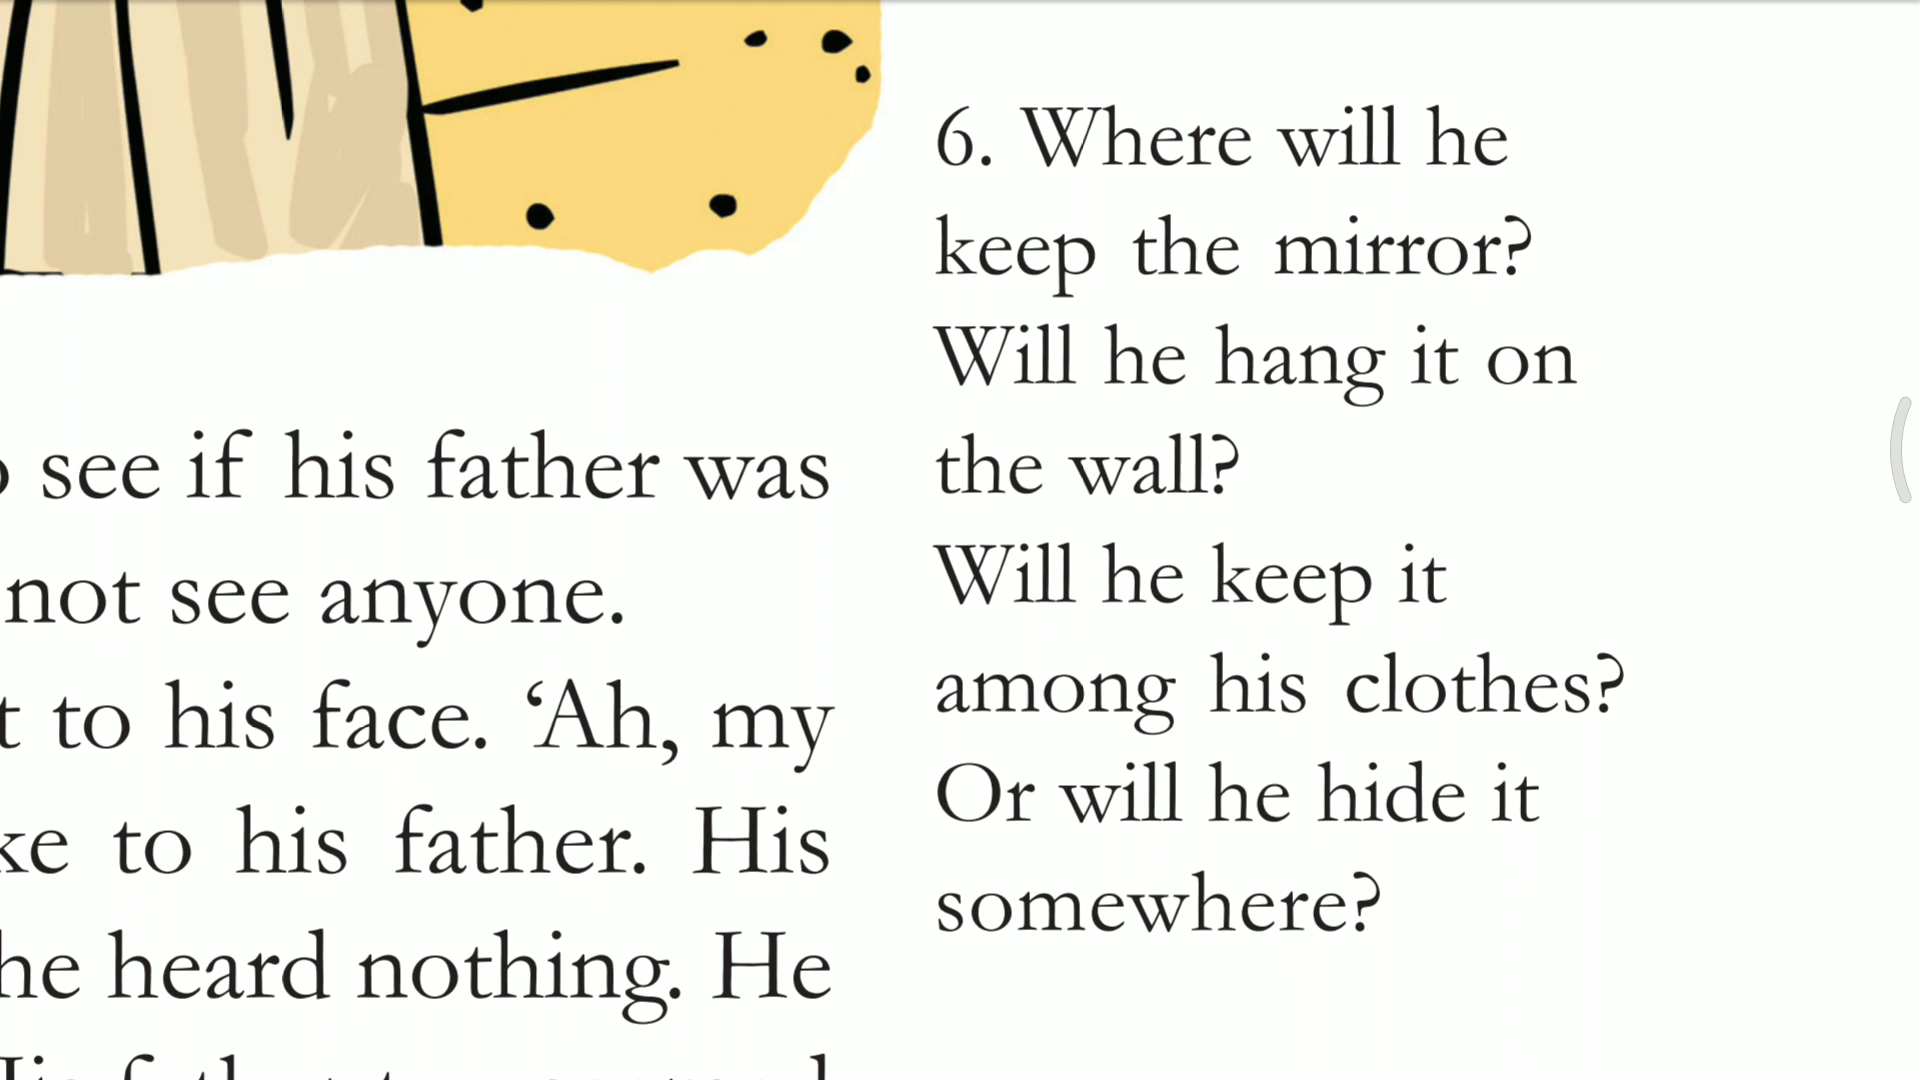 see if his father was
not see anyone.
to his face. ‘Ah, my
to his father. His
he heard nothing. He
6. Where will he
keep the mirror?
Will he hang it on
the wall?
Will he keep it
among his clothes?
Or will he hide it
somewhere?